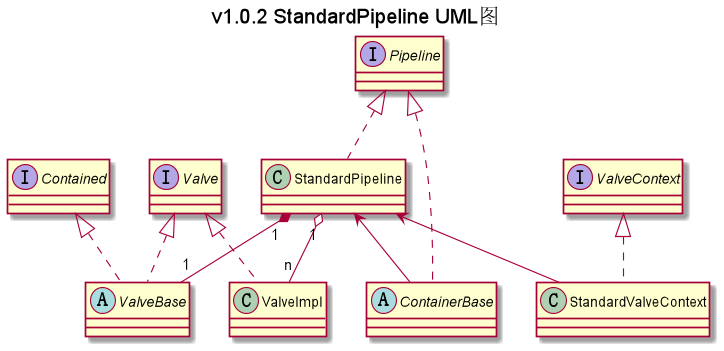 v1.0.2 StandardPipeline UML图
I Pipeline
I Contained
I Valve
C StandardPipeline
I ValveContext
1
1
1
n
A ValveBase
C ValveImpl
A ContainerBase
C StandardValveContext